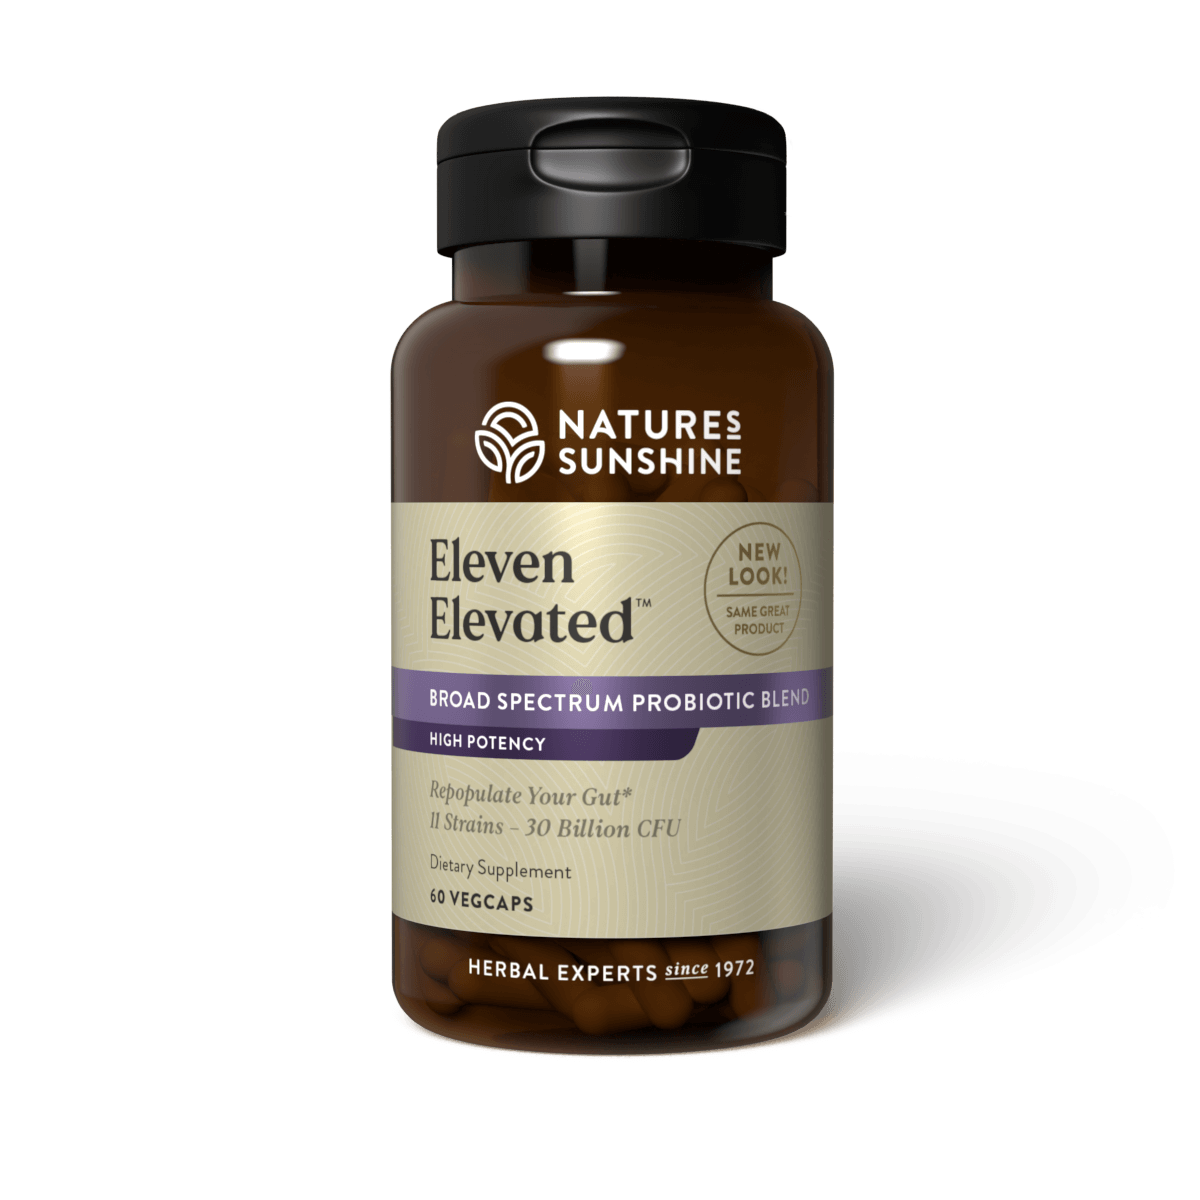 NATURES
SUNSHINE
Eleven
Elevated™
NEW
LOOK!
SAME GREAT
PRODUCT
BROAD SPECTRUM PROBIOTIC BLEND
HIGH POTENCY
Repopulate Your Gut*
11 Strains – 30 Billion CFU
Dietary Supplement
60 VEGCAPS
HERBAL EXPERTS since 1972